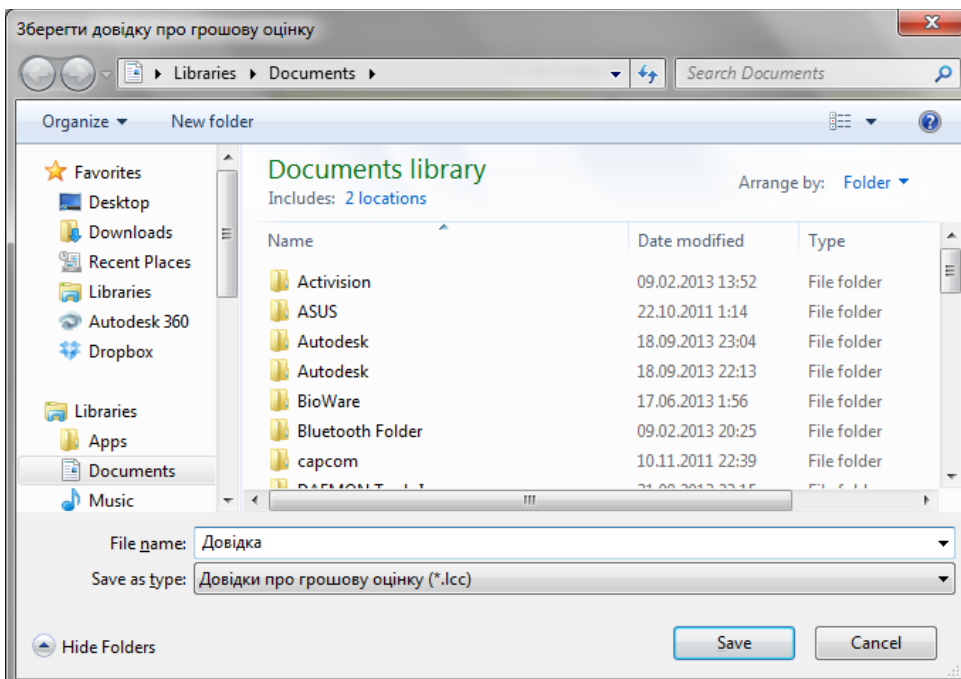 Зберегти довідку про грошову оцінку
Libraries Documents Search Documents
Organize New folder
Favorites
Desktop
Downloads
Recent Places
Libraries
Autodesk 360
Dropbox
Libraries
Apps
Documents
Music
Documents library
Includes: 2 locations
Arrange by: Folder
Name Date modified Type
Activision 09.02.2013 13:52 File folder
ASUS 22.10.2011 1:14 File folder
Autodesk 18.09.2013 23:04 File folder
Autodesk 18.09.2013 22:13 File folder
BioWare 17.06.2013 1:56 File folder
Bluetooth Folder 09.02.2013 20:25 File folder
capcom 10.11.2011 22:39 File folder
File name: Довідка
Save as type: Довідки про грошову оцінку (*.lcc)
Hide Folders Save Cancel